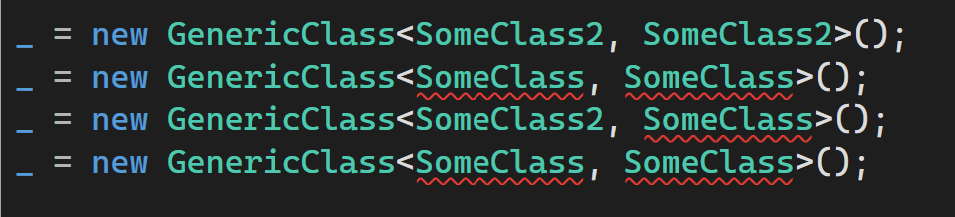 _ = new GenericClass<SomeClass2, SomeClass2>();
_ = new GenericClass<SomeClass, SomeClass>();
_ = new GenericClass<SomeClass2, SomeClass>();
_ = new GenericClass<SomeClass, SomeClass>();